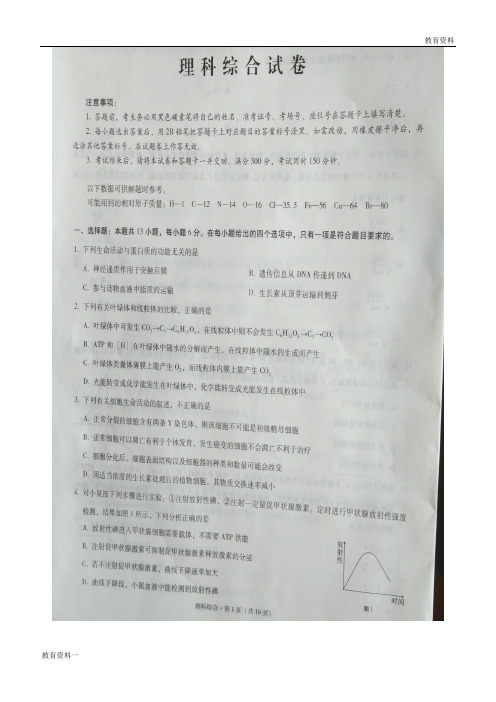 教育资料
理科综合试卷
注意事项：
1. 答题前，考生务必用黑色碳素笔将自己的姓名、准考证号、考场号、座位号在答题卡上填写清楚。
2. 每小题选出答案后，用2B铅笔把答题卡上对应题目的答案标号涂黑。如需改动，用橡皮擦干净后，再
选涂其他答案标号。在试题卷上作答无效。
3. 考试结束后，请将本试卷和答题卡一并交回。满分300分，考试用时150分钟。
以下数据可供解题时参考。
可能用到的相对原子质量：H—1 C—12 N—14 O—16 Cl—35.5 Fe—56 Cu—64 Br—80
一、选择题：本题共13小题，每小题6分。在每小题给出的四个选项中，只有一项是符合题目要求的。
1. 下列生命活动与蛋白质的功能无关的是
A. 神经递质作用于突触后膜
B. 遗传信息从DNA传递到DNA
C. 参与动物血液中脂质的运输
D. 生长素从顶芽运输到侧芽
2. 下列有关叶绿体和线粒体的比较，正确的是
A. 叶绿体中可发生CO₂→C₃→C₆H₁₂O₆，在线粒体中则不会发生C₆H₁₂O₆→C₃→CO₂
B. ATP和［H］在叶绿体中随水的分解而产生，在线粒体中随水的生成而产生
C. 叶绿体类囊体薄膜上能产生O₂，而线粒体内膜上能产生CO₂
D. 光能转变成化学能发生在叶绿体中，化学能转变成光能发生在线粒体中
3. 下列有关细胞生命活动的叙述，不正确的是
A. 正常分裂的细胞含有两条Y染色体，则该细胞不可能是初级精母细胞
B. 正常细胞可以凋亡有利于个体发育，发生癌变的细胞不会凋亡不利于治疗
C. 细胞分化后，细胞表面结构以及细胞器的种类和数量可能会改变
D. 用适当浓度的生长素处理后的植物细胞，其物质交换速率减小
4. 对小鼠按下列步骤进行实验：①注射放射性碘，②注射一定量促甲状腺激素。定时进行甲状腺放射性强度
检测，结果如图1所示，下列分析正确的是
A. 放射性碘进入甲状腺细胞需要载体，不需要ATP供能
B. 注射促甲状腺激素可抑制促甲状腺激素释放激素的分泌
C. 若不注射促甲状腺激素，曲线下降速率加大
D. 曲线下降段，小鼠血液中能检测到放射性碘
放射性
时间
图1
理科综合·第1页（共16页）
教育资料一